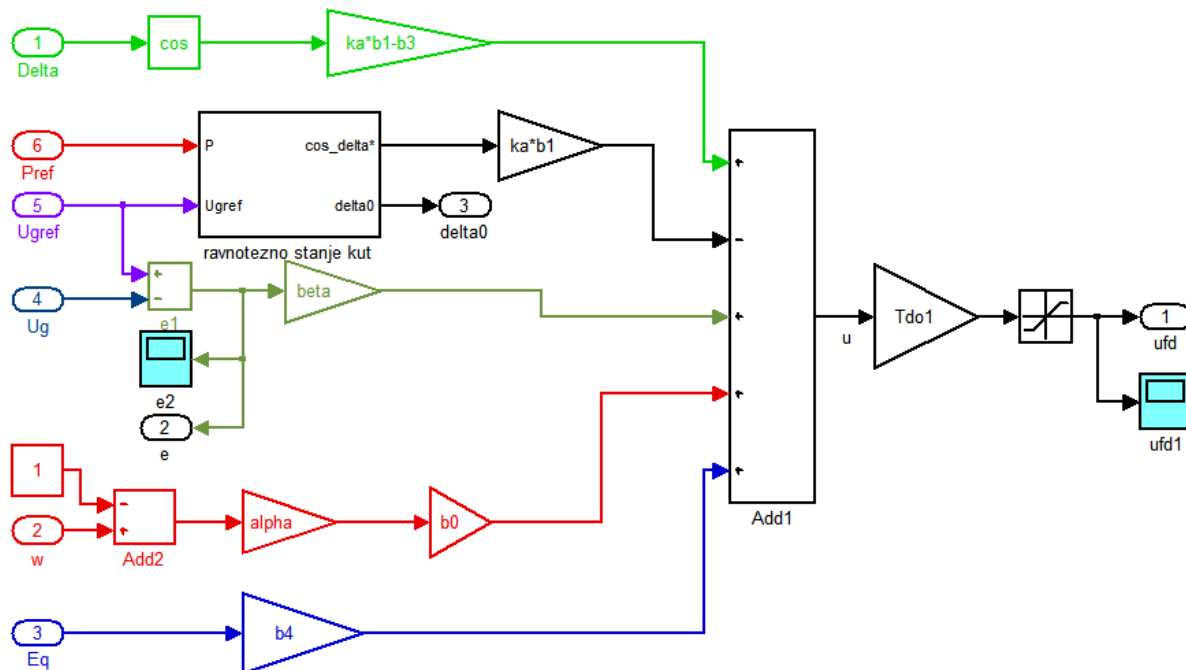 1
cos
ka*b1-b3
Delta
6
Pref
P
cos_delta*
ka*b1
5
Ugref
Ugref
delta0
3
delta0
ravnotezno stanje kut
+
-
e1
4
Ug
beta
e2
2
e
1
-
+
2
w
Add2
alpha
b0
3
Eq
b4
+
-
+
+
+
Add1
u
Tdo1
1
ufd
ufd1